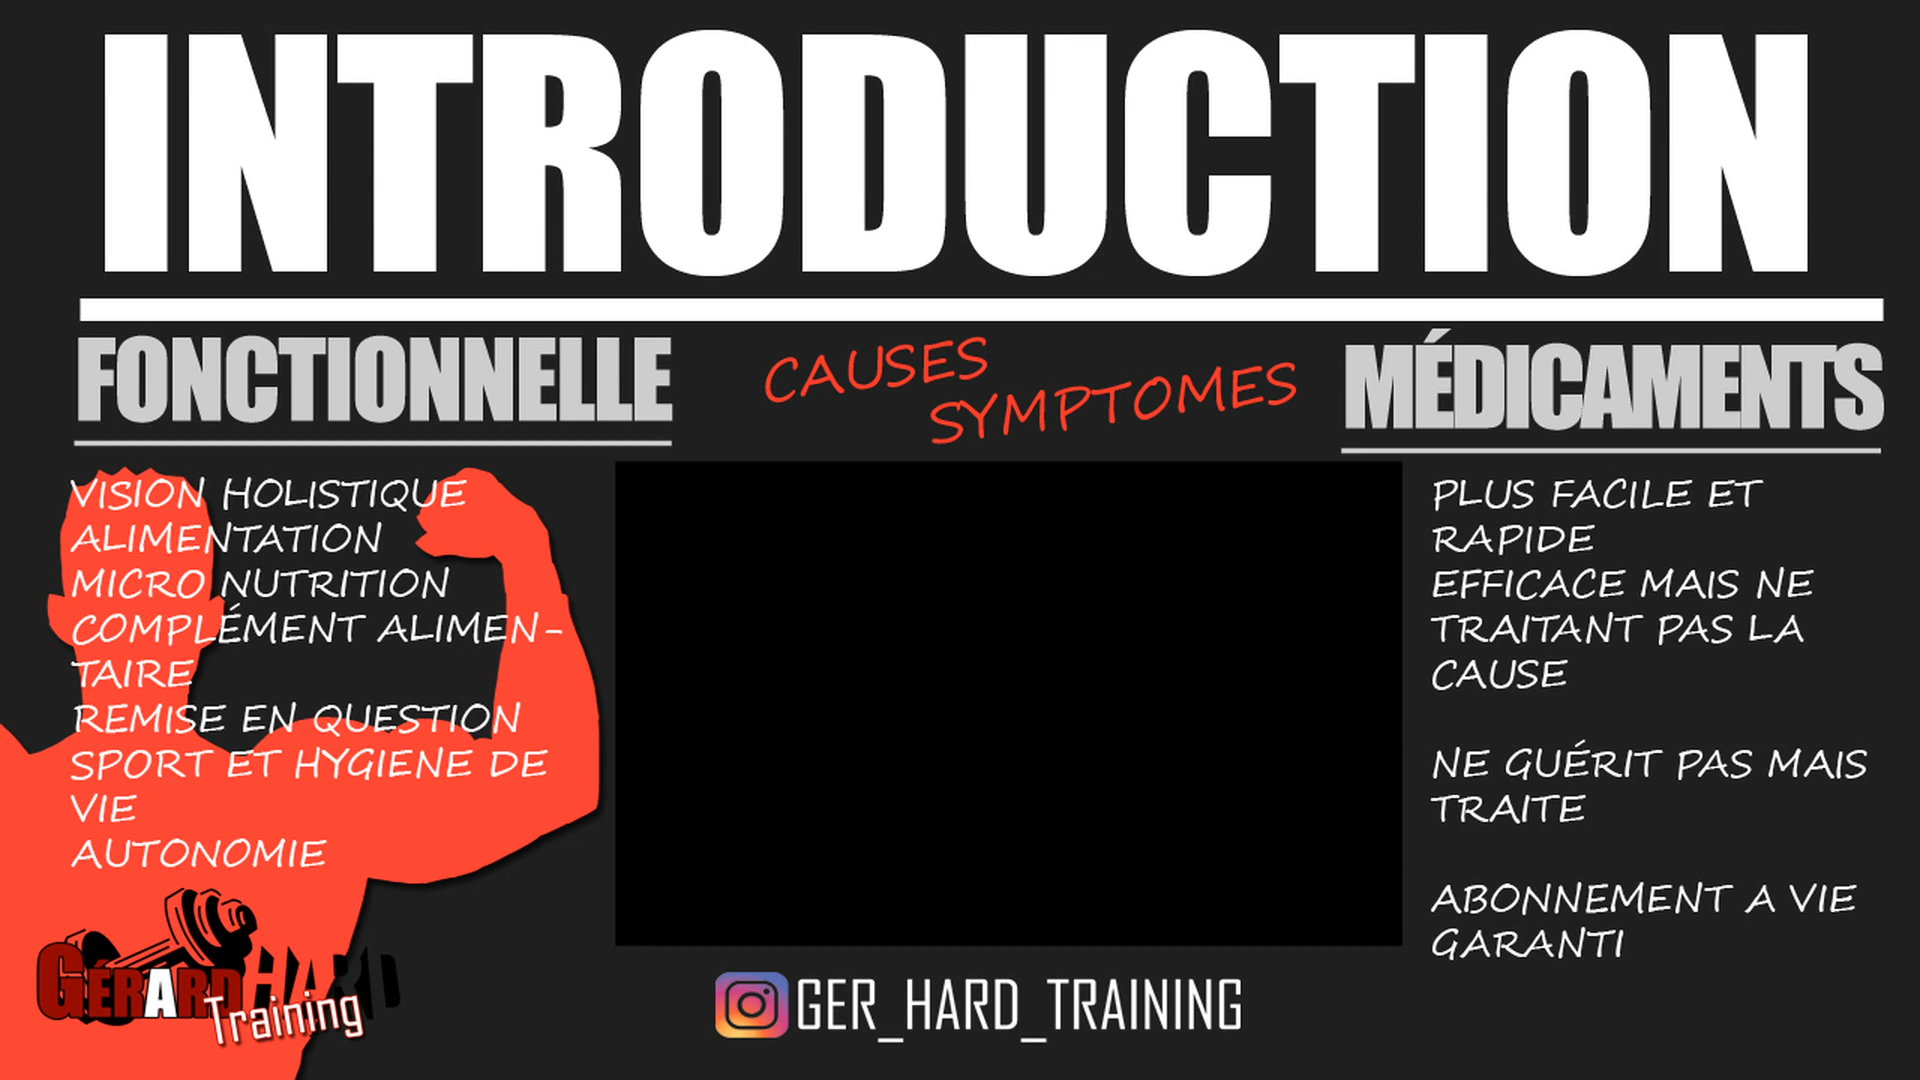 INTRODUCTION
FONCTIONNELLE
CAUSES
SYMPTOMES
MÉDICAMENTS
VISION HOLISTIQUE
ALIMENTATION
MICRO NUTRITION
COMPLÉMENT ALIMEN-
TAIRE
REMISE EN QUESTION
SPORT ET HYGIENE DE
VIE
AUTONOMIE
PLUS FACILE ET
RAPIDE
EFFICACE MAIS NE
TRAITANT PAS LA
CAUSE
NE GUÉRIT PAS MAIS
TRAITE
ABONNEMENT A VIE
GARANTI
GÉRARD HARD
Training
GER_HARD_TRAINING